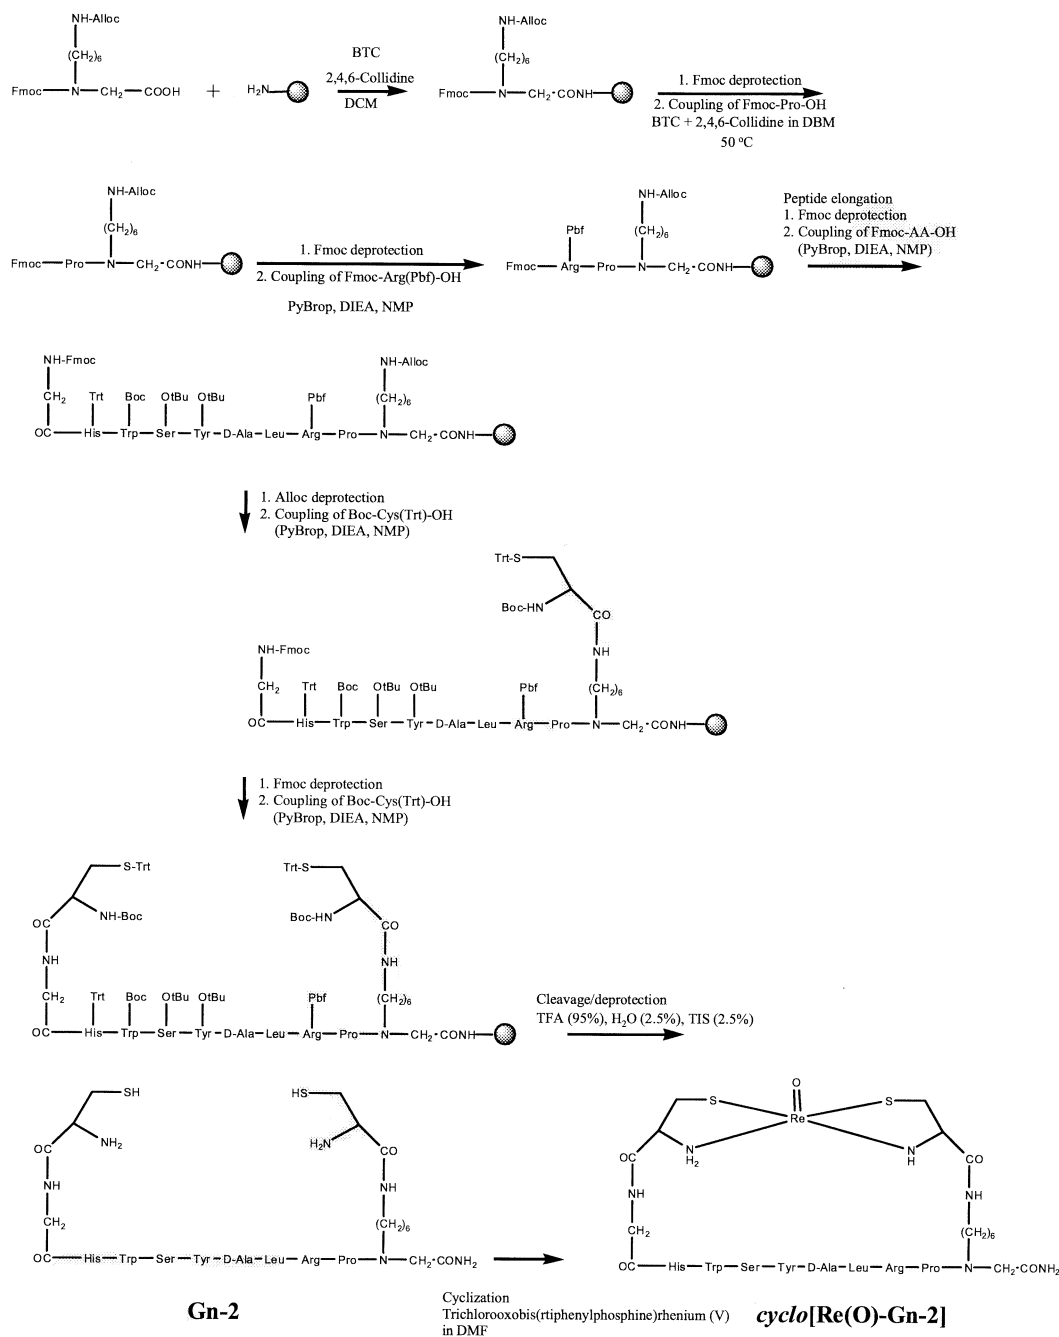 NH-Alloc
(CH2)6
Fmoc N CH2 COOH
+
H2N
BTC
2,4,6-Collidine
DCM
NH-Alloc
(CH2)6
Fmoc N CH2-CONH
1. Fmoc deprotection
2. Coupling of Fmoc-Pro-OH
BTC + 2,4,6-Collidine in DBM
50 °C
NH-Alloc
(CH2)6
Fmoc Pro N CH2-CONH
1. Fmoc deprotection
2. Coupling of Fmoc-Arg(Pbf)-OH
PyBrop, DIEA, NMP
NH-Alloc
Pbf (CH2)6
Fmoc Arg Pro N CH2-CONH
Peptide elongation
1. Fmoc deprotection
2. Coupling of Fmoc-AA-OH
(PyBrop, DIEA, NMP)
NH-Fmoc NH-Alloc
CH2 Trt Boc OtBu OtBu Pbf (CH2)6
OC His Trp Ser Tyr D-Ala Leu Arg Pro N CH2-CONH
1. Alloc deprotection
2. Coupling of Boc-Cys(Trt)-OH
(PyBrop, DIEA, NMP)
Trt-S
Boc-HN CO
NH-Fmoc NH
CH2 Trt Boc OtBu OtBu Pbf (CH2)6
OC His Trp Ser Tyr D-Ala Leu Arg Pro N CH2-CONH
1. Fmoc deprotection
2. Coupling of Boc-Cys(Trt)-OH
(PyBrop, DIEA, NMP)
S-Trt Trt-S
OC NH-Boc Boc-HN CO
NH NH
CH2 Trt Boc OtBu OtBu Pbf (CH2)6
OC His Trp Ser Tyr D-Ala Leu Arg Pro N CH2-CONH
Cleavage/deprotection
TFA (95%), H2O (2.5%), TIS (2.5%)
SH HS
OC NH2 H2N CO
NH NH
CH2 (CH2)6
OC His Trp Ser Tyr D-Ala Leu Arg Pro N CH2-CONH2
Gn-2
Cyclization
Trichlorooxobis(rtiphenylphosphine)rhenium (V)
in DMF
O
S Re S
OC NH2 NH CO
NH NH
CH2 (CH2)6
OC His Trp Ser Tyr D-Ala Leu Arg Pro N CH2-CONH2
cyclo[Re(O)-Gn-2]